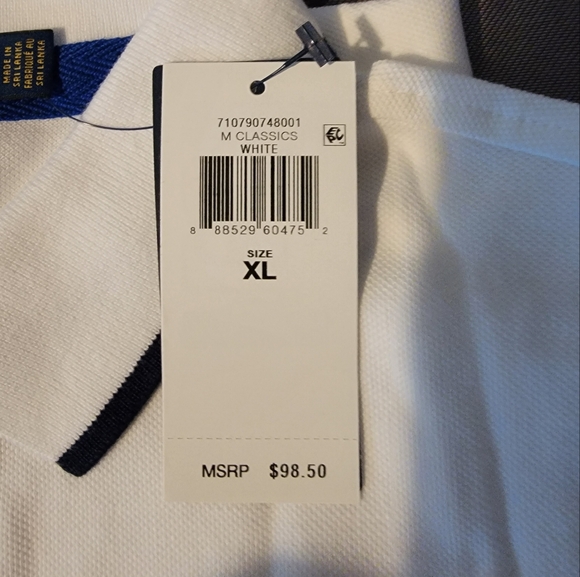 MADE IN
SRI LANKA
FABRIQUÉ AU
SRI LANKA
710790748001
M CLASSICS
WHITE
8 88529 60475 2
SIZE
XL
MSRP $98.50